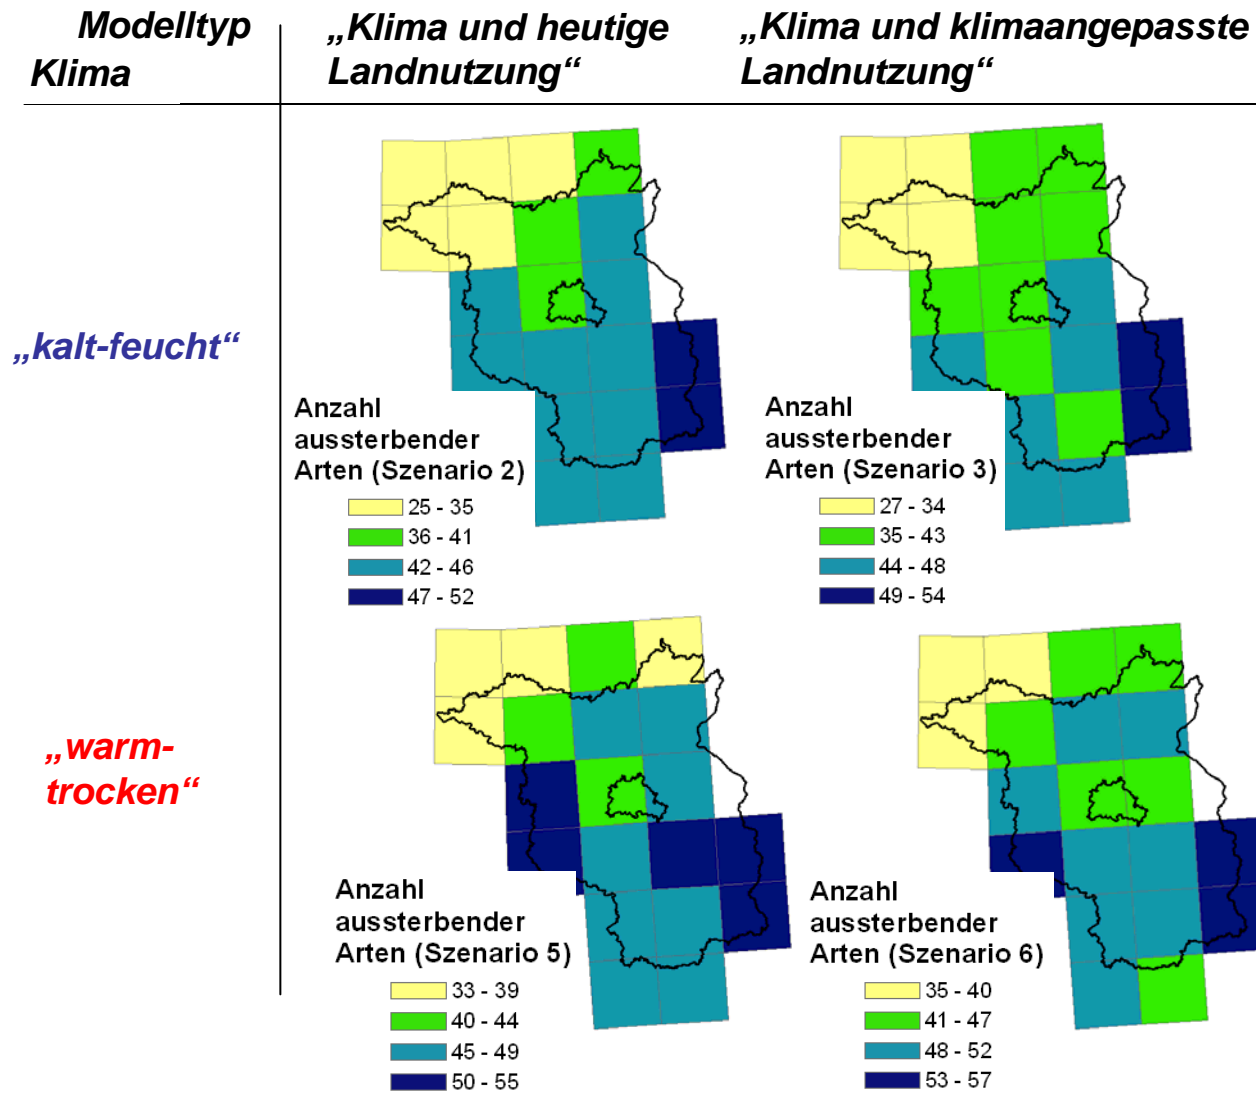 Modelltyp
Klima
„Klima und heutige
Landnutzung“
„Klima und klimaangepasste
Landnutzung“
„kalt-feucht“
Anzahl
aussterbender
Arten (Szenario 2)
25 - 35
36 - 41
42 - 46
47 - 52
Anzahl
aussterbender
Arten (Szenario 3)
27 - 34
35 - 43
44 - 48
49 - 54
„warm-
trocken“
Anzahl
aussterbender
Arten (Szenario 5)
33 - 39
40 - 44
45 - 49
50 - 55
Anzahl
aussterbender
Arten (Szenario 6)
35 - 40
41 - 47
48 - 52
53 - 57